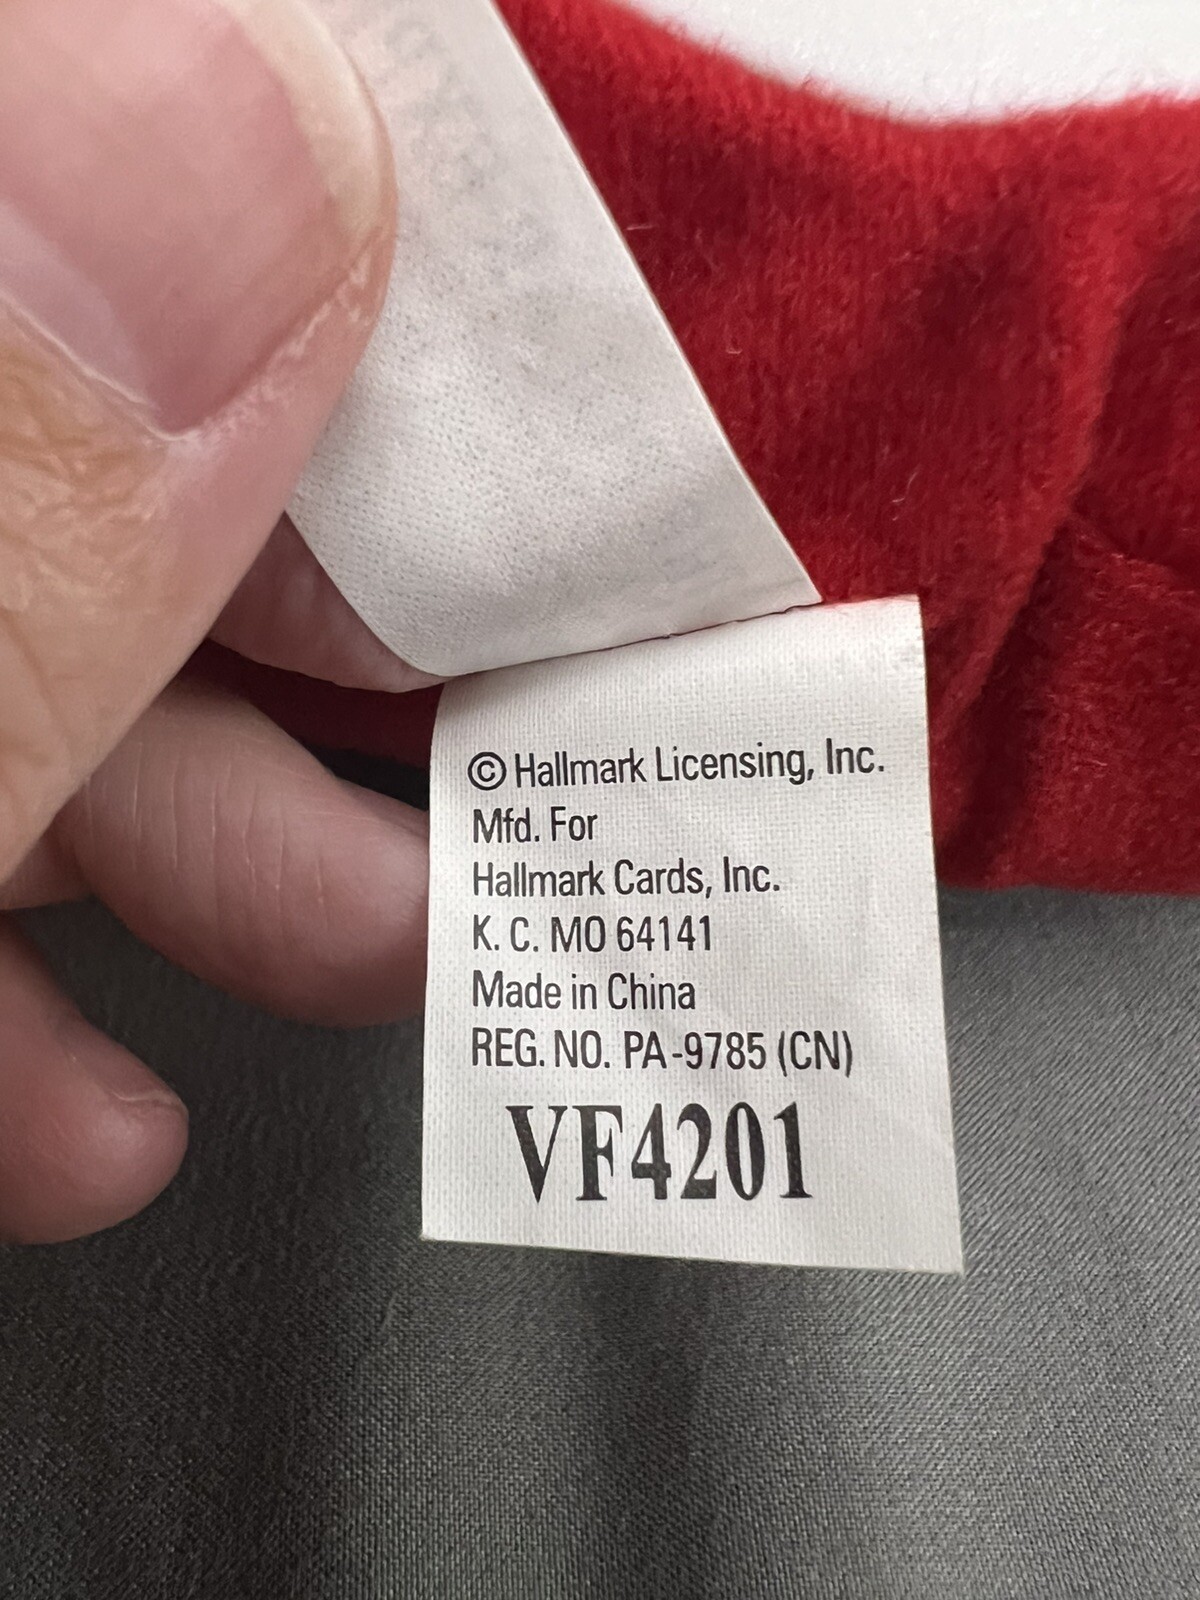 © Hallmark Licensing, Inc.
Mfd. For
Hallmark Cards, Inc.
K. C. MO 64141
Made in China
REG. NO. PA-9785 (CN)
VF4201